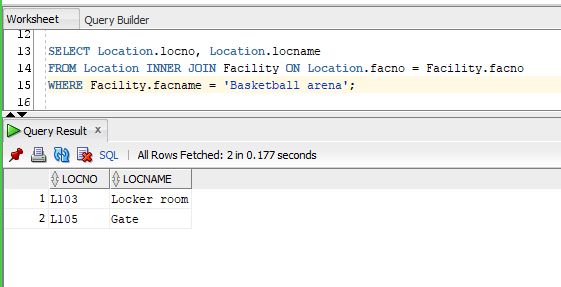 Worksheet Query Builder
12
13 SELECT Location.locno, Location.locname
14 FROM Location INNER JOIN Facility ON Location.facno = Facility.facno
15 WHERE Facility.facname = 'Basketball arena';
16
Query Result x
SQL | All Rows Fetched: 2 in 0.177 seconds
LOCNO LOCNAME
1 L103 Locker room
2 L105 Gate